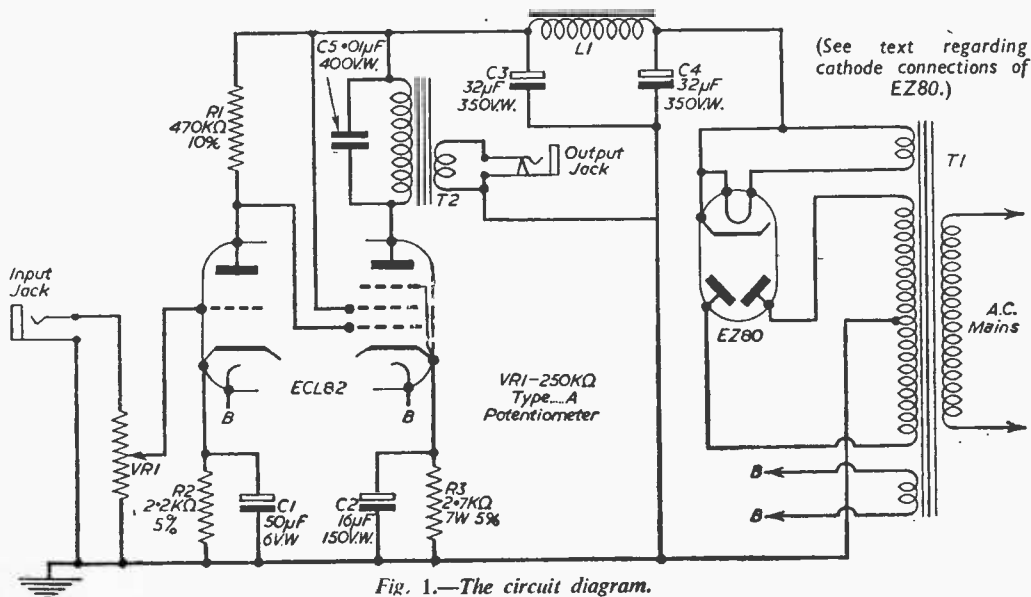 C5 ·01µF
400V.W.
L1
C3
32µF
350V.W.
C4
32µF
350V.W.
(See text regarding
cathode connections of
EZ80.)
R1
470KΩ
10%
T2
Output
Jack
T1
Input
Jack
EZ80
A.C.
Mains
ECL82
B
B
VR1-250KΩ
Type....A
Potentiometer
VR1
R2
2·2KΩ
5%
C1
50µF
6V.W
C2
16µF
150V.W.
R3
2·7KΩ
7W 5%
B
B
Fig. 1.—The circuit diagram.